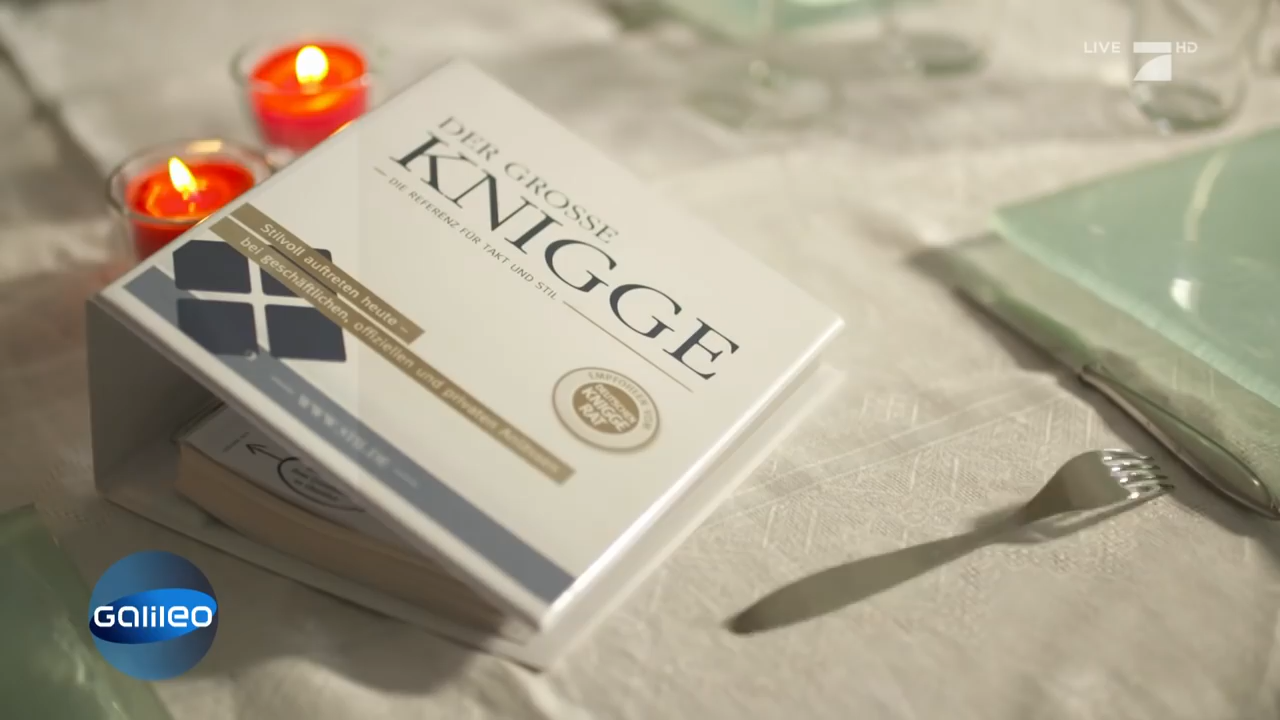 LIVE HD
DER GROSSE
KNIGGE
DIE REFERENZ FÜR TAKT UND STIL
Stilvoll auftreten heute –
bei geschäftlichen, offiziellen und privaten Anlässen
EMPFOHLEN VOM
DEUTSCHEN
KNIGGE
RAT
WWW.STIL.DE
Galileo